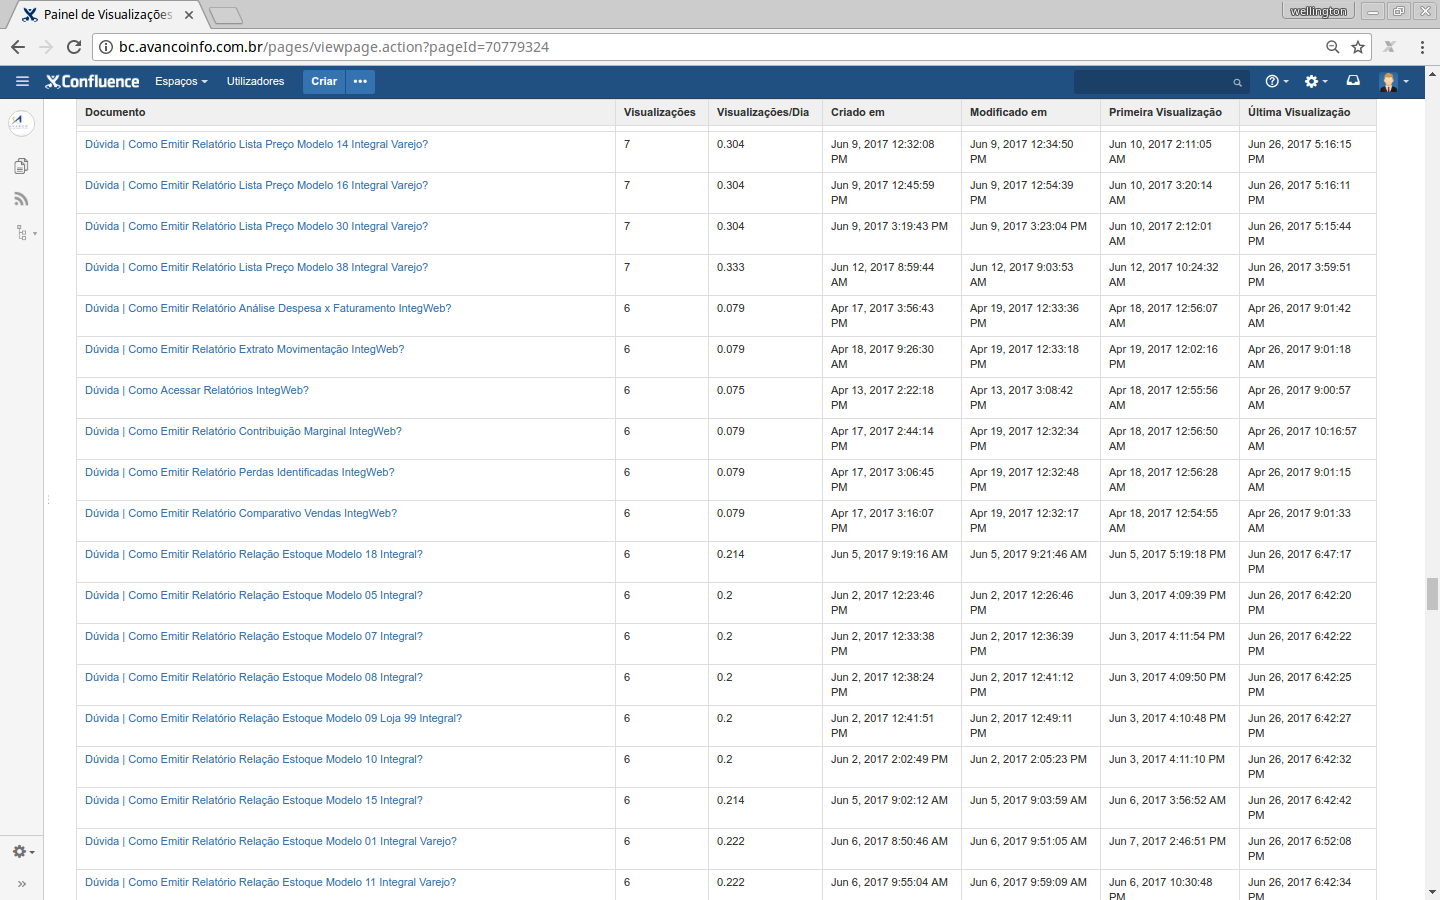 Painel de Visualizações
wellington
bc.avancoinfo.com.br/pages/viewpage.action?pageId=70779324
Confluence Espaços Utilizadores Criar •••
Documento Visualizações Visualizações/Dia Criado em Modificado em Primeira Visualização Última Visualização
Dúvida | Como Emitir Relatório Lista Preço Modelo 14 Integral Varejo? 7 0.304 Jun 9, 2017 12:32:08 PM Jun 9, 2017 12:34:50 PM Jun 10, 2017 2:11:05 AM Jun 26, 2017 5:16:15 PM
Dúvida | Como Emitir Relatório Lista Preço Modelo 16 Integral Varejo? 7 0.304 Jun 9, 2017 12:45:59 PM Jun 9, 2017 12:54:39 PM Jun 10, 2017 3:20:14 AM Jun 26, 2017 5:16:11 PM
Dúvida | Como Emitir Relatório Lista Preço Modelo 30 Integral Varejo? 7 0.304 Jun 9, 2017 3:19:43 PM Jun 9, 2017 3:23:04 PM Jun 10, 2017 2:12:01 AM Jun 26, 2017 5:15:44 PM
Dúvida | Como Emitir Relatório Lista Preço Modelo 38 Integral Varejo? 7 0.333 Jun 12, 2017 8:59:44 AM Jun 12, 2017 9:03:53 AM Jun 12, 2017 10:24:32 AM Jun 26, 2017 3:59:51 PM
Dúvida | Como Emitir Relatório Análise Despesa x Faturamento IntegWeb? 6 0.079 Apr 17, 2017 3:56:43 PM Apr 19, 2017 12:33:36 PM Apr 18, 2017 12:56:07 AM Apr 26, 2017 9:01:42 AM
Dúvida | Como Emitir Relatório Extrato Movimentação IntegWeb? 6 0.079 Apr 18, 2017 9:26:30 AM Apr 19, 2017 12:33:18 PM Apr 19, 2017 12:02:16 PM Apr 26, 2017 9:01:18 AM
Dúvida | Como Acessar Relatórios IntegWeb? 6 0.075 Apr 13, 2017 2:22:18 PM Apr 13, 2017 3:08:42 PM Apr 18, 2017 12:55:56 AM Apr 26, 2017 9:00:57 AM
Dúvida | Como Emitir Relatório Contribuição Marginal IntegWeb? 6 0.079 Apr 17, 2017 2:44:14 PM Apr 19, 2017 12:32:34 PM Apr 18, 2017 12:56:50 AM Apr 26, 2017 10:16:57 AM
Dúvida | Como Emitir Relatório Perdas Identificadas IntegWeb? 6 0.079 Apr 17, 2017 3:06:45 PM Apr 19, 2017 12:32:48 PM Apr 18, 2017 12:56:28 AM Apr 26, 2017 9:01:15 AM
Dúvida | Como Emitir Relatório Comparativo Vendas IntegWeb? 6 0.079 Apr 17, 2017 3:16:07 PM Apr 19, 2017 12:32:17 PM Apr 18, 2017 12:54:55 AM Apr 26, 2017 9:01:33 AM
Dúvida | Como Emitir Relatório Relação Estoque Modelo 18 Integral? 6 0.214 Jun 5, 2017 9:19:16 AM Jun 5, 2017 9:21:46 AM Jun 5, 2017 5:19:18 PM Jun 26, 2017 6:47:17 PM
Dúvida | Como Emitir Relatório Relação Estoque Modelo 05 Integral? 6 0.2 Jun 2, 2017 12:23:46 PM Jun 2, 2017 12:26:46 PM Jun 3, 2017 4:09:39 PM Jun 26, 2017 6:42:20 PM
Dúvida | Como Emitir Relatório Relação Estoque Modelo 07 Integral? 6 0.2 Jun 2, 2017 12:33:38 PM Jun 2, 2017 12:36:39 PM Jun 3, 2017 4:11:54 PM Jun 26, 2017 6:42:22 PM
Dúvida | Como Emitir Relatório Relação Estoque Modelo 08 Integral? 6 0.2 Jun 2, 2017 12:38:24 PM Jun 2, 2017 12:41:12 PM Jun 3, 2017 4:09:50 PM Jun 26, 2017 6:42:25 PM
Dúvida | Como Emitir Relatório Relação Estoque Modelo 09 Loja 99 Integral? 6 0.2 Jun 2, 2017 12:41:51 PM Jun 2, 2017 12:49:11 PM Jun 3, 2017 4:10:48 PM Jun 26, 2017 6:42:27 PM
Dúvida | Como Emitir Relatório Relação Estoque Modelo 10 Integral? 6 0.2 Jun 2, 2017 2:02:49 PM Jun 2, 2017 2:05:23 PM Jun 3, 2017 4:11:10 PM Jun 26, 2017 6:42:32 PM
Dúvida | Como Emitir Relatório Relação Estoque Modelo 15 Integral? 6 0.214 Jun 5, 2017 9:02:12 AM Jun 5, 2017 9:03:59 AM Jun 6, 2017 3:56:52 AM Jun 26, 2017 6:42:42 PM
Dúvida | Como Emitir Relatório Relação Estoque Modelo 01 Integral Varejo? 6 0.222 Jun 6, 2017 8:50:46 AM Jun 6, 2017 9:51:05 AM Jun 7, 2017 2:46:51 PM Jun 26, 2017 6:52:08 PM
Dúvida | Como Emitir Relatório Relação Estoque Modelo 11 Integral Varejo? 6 0.222 Jun 6, 2017 9:55:04 AM Jun 6, 2017 9:59:09 AM Jun 6, 2017 10:30:48 PM Jun 26, 2017 6:42:34 PM